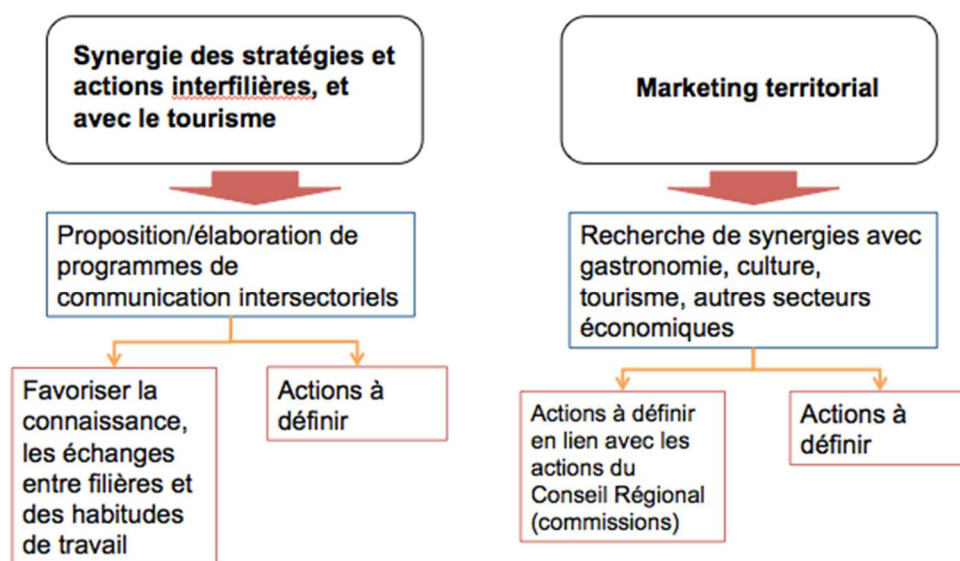 Synergie des stratégies et
actions interfilières, et
avec le tourisme
Proposition/élaboration de
programmes de
communication intersectoriels
Favoriser la
connaissance,
les échanges
entre filières et
des habitudes
de travail
Actions à
définir
Marketing territorial
Recherche de synergies avec
gastronomie, culture,
tourisme, autres secteurs
économiques
Actions à définir
en lien avec les
actions du
Conseil Régional
(commissions)
Actions à
définir